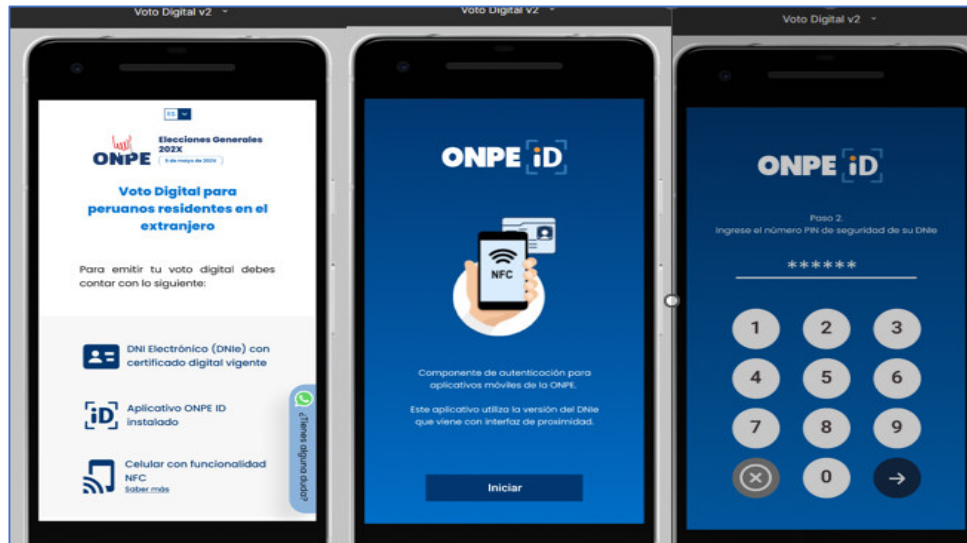 Voto Digital v2
ES
ONPE
Elecciones Generales
202X
Voto Digital para
peruanos residentes en el
extranjero
Para emitir tu voto digital debes
contar con lo siguiente:
DNI Electrónico (DNIe) con
certificado digital vigente
iD Aplicativo ONPE ID
instalado
Celular con funcionalidad
NFC
Saber más
¿Tienes alguna duda?
Voto Digital v2
ONPE iD
NFC
Componente de autenticación para
aplicativos móviles de la ONPE.
Este aplicativo utiliza la versión del DNIe
que viene con interfaz de proximidad.
Iniciar
Voto Digital v2
ONPE iD
Paso 2.
Ingrese el número PIN de seguridad de su DNIe
******
1 2 3
4 5 6
7 8 9
0